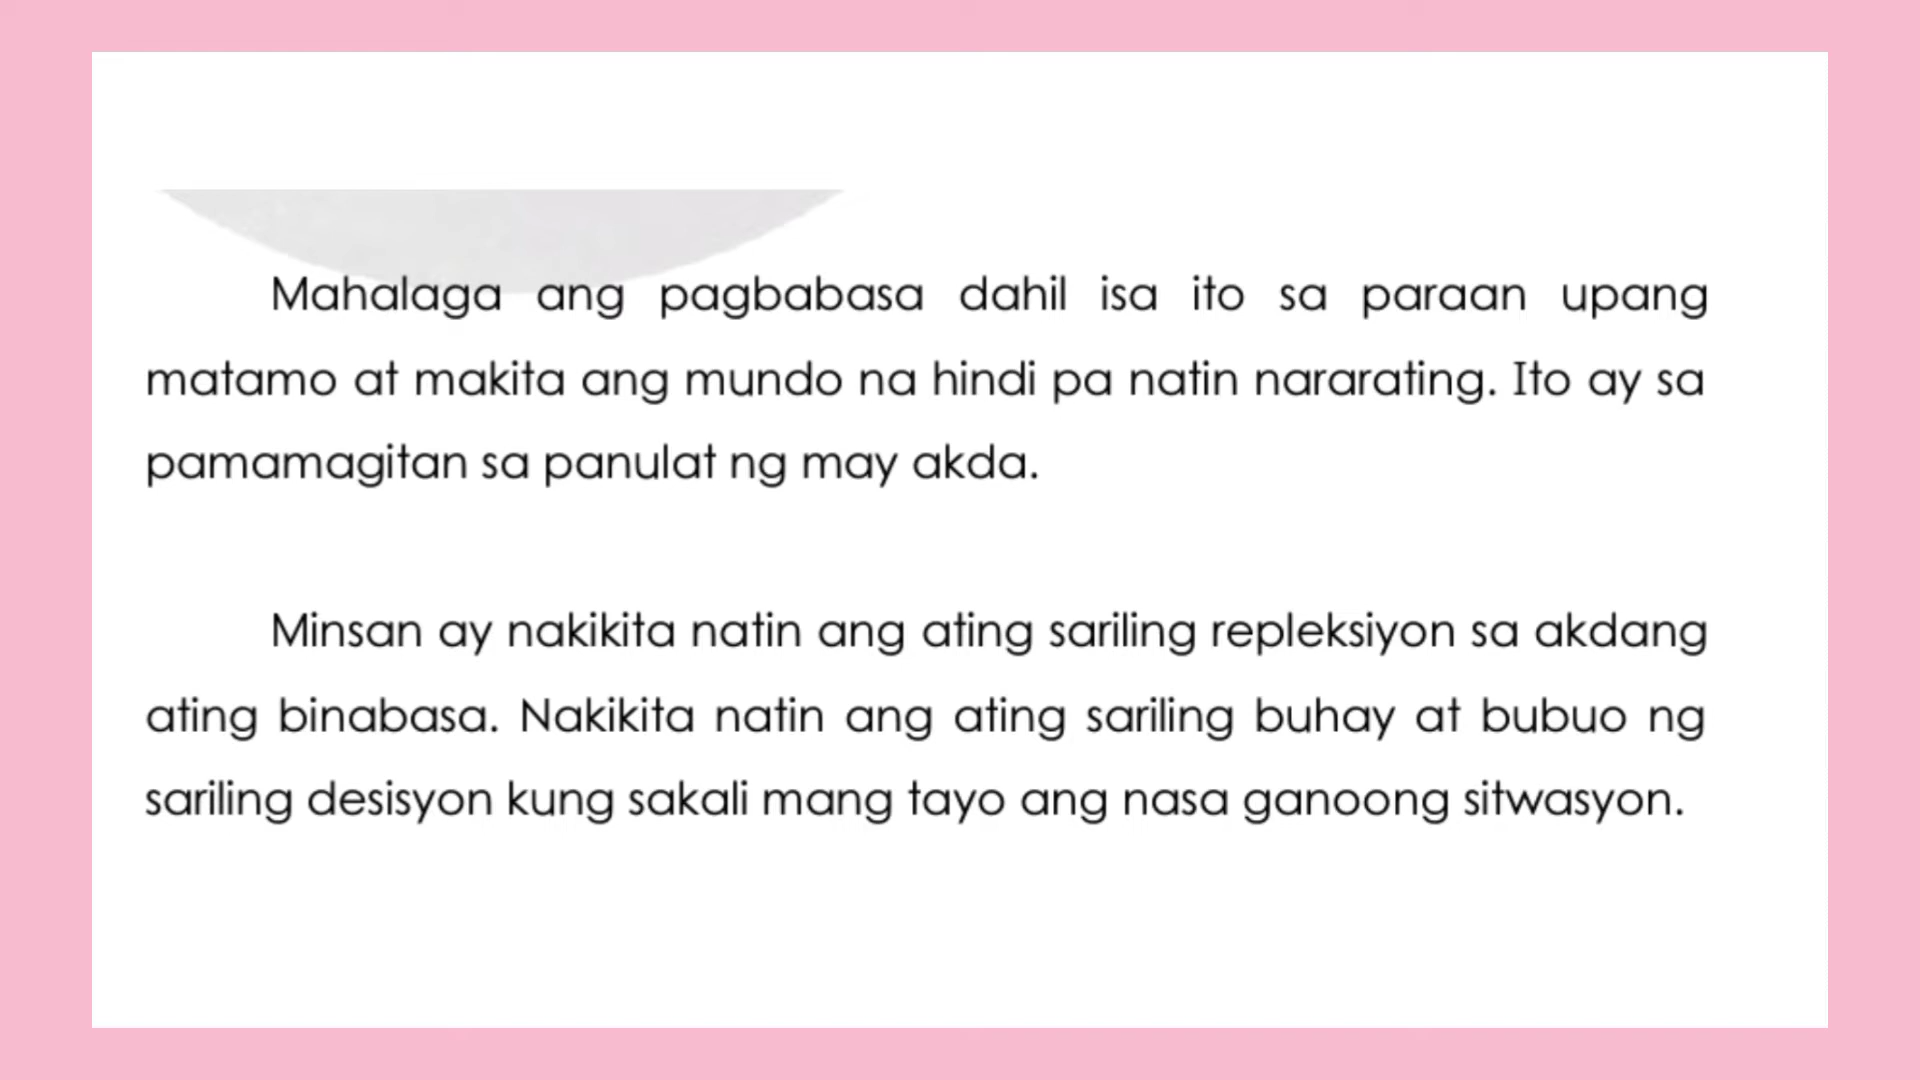 Mahalaga ang pagbabasa dahil isa ito sa paraan upang
matamo at makita ang mundo na hindi pa natin nararating. Ito ay sa
pamamagitan sa panulat ng may akda.
Minsan ay nakikita natin ang ating sariling repleksiyon sa akdang
ating binabasa. Nakikita natin ang ating sariling buhay at bubuo ng
sariling desisyon kung sakali mang tayo ang nasa ganoong sitwasyon.